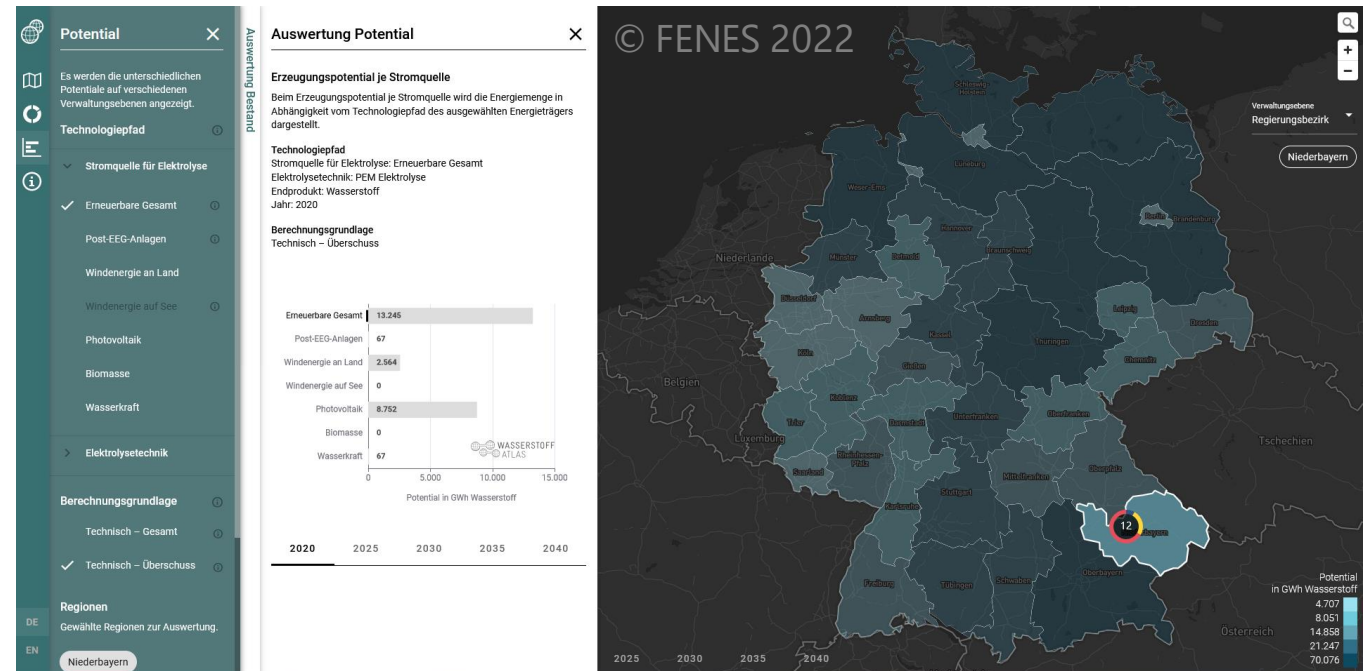 Potential
Es werden die unterschiedlichen
Potentiale auf verschiedenen
Verwaltungsebenen angezeigt.
Technologiepfad
Stromquelle für Elektrolyse
Erneuerbare Gesamt
Post-EEG-Anlagen
Windenergie an Land
Windenergie auf See
Photovoltaik
Biomasse
Wasserkraft
Elektrolysetechnik
Berechnungsgrundlage
Technisch – Gesamt
Technisch – Überschuss
Regionen
Gewählte Regionen zur Auswertung.
Niederbayern
DE
EN
Auswertung Bestand
Auswertung Potential
Erzeugungspotential je Stromquelle
Beim Erzeugungspotential je Stromquelle wird die Energiemenge in
Abhängigkeit vom Technologiepfad des ausgewählten Energieträgers
dargestellt.
Technologiepfad
Stromquelle für Elektrolyse: Erneuerbare Gesamt
Elektrolysetechnik: PEM Elektrolyse
Endprodukt: Wasserstoff
Jahr: 2020
Berechnungsgrundlage
Technisch – Überschuss
Erneuerbare Gesamt 13.245
Post-EEG-Anlagen 67
Windenergie an Land 2.564
Windenergie auf See 0
Photovoltaik 8.752
Biomasse 0
Wasserkraft 67
WASSERSTOFF
ATLAS
0 5.000 10.000 15.000
Potential in GWh Wasserstoff
2020 2025 2030 2035 2040
© FENES 2022
+
−
Verwaltungsebene
Regierungsbezirk
Niederbayern
Schleswig-
Holstein
Lüneburg
Weser-Ems
Berlin
Brandenburg
Hannover
Braunschweig
Niederlande
Münster
Detmold
Düsseldorf
Arnsberg
Leipzig
Dresden
Kassel
Thüringen
Köln
Gießen
Chemnitz
Belgien
Koblenz
Oberfranken
Trier
Darmstadt
Unterfranken
Luxemburg
Tschechien
Rheinhessen-
Pfalz
Saarland
Mittelfranken
Oberpfalz
Stuttgart
Karlsruhe
12
Oberbayern
Freiburg
Tübingen
Schwaben
Österreich
Potential
in GWh Wasserstoff
4.707
8.051
14.858
21.247
70.076
2025 2030 2035 2040